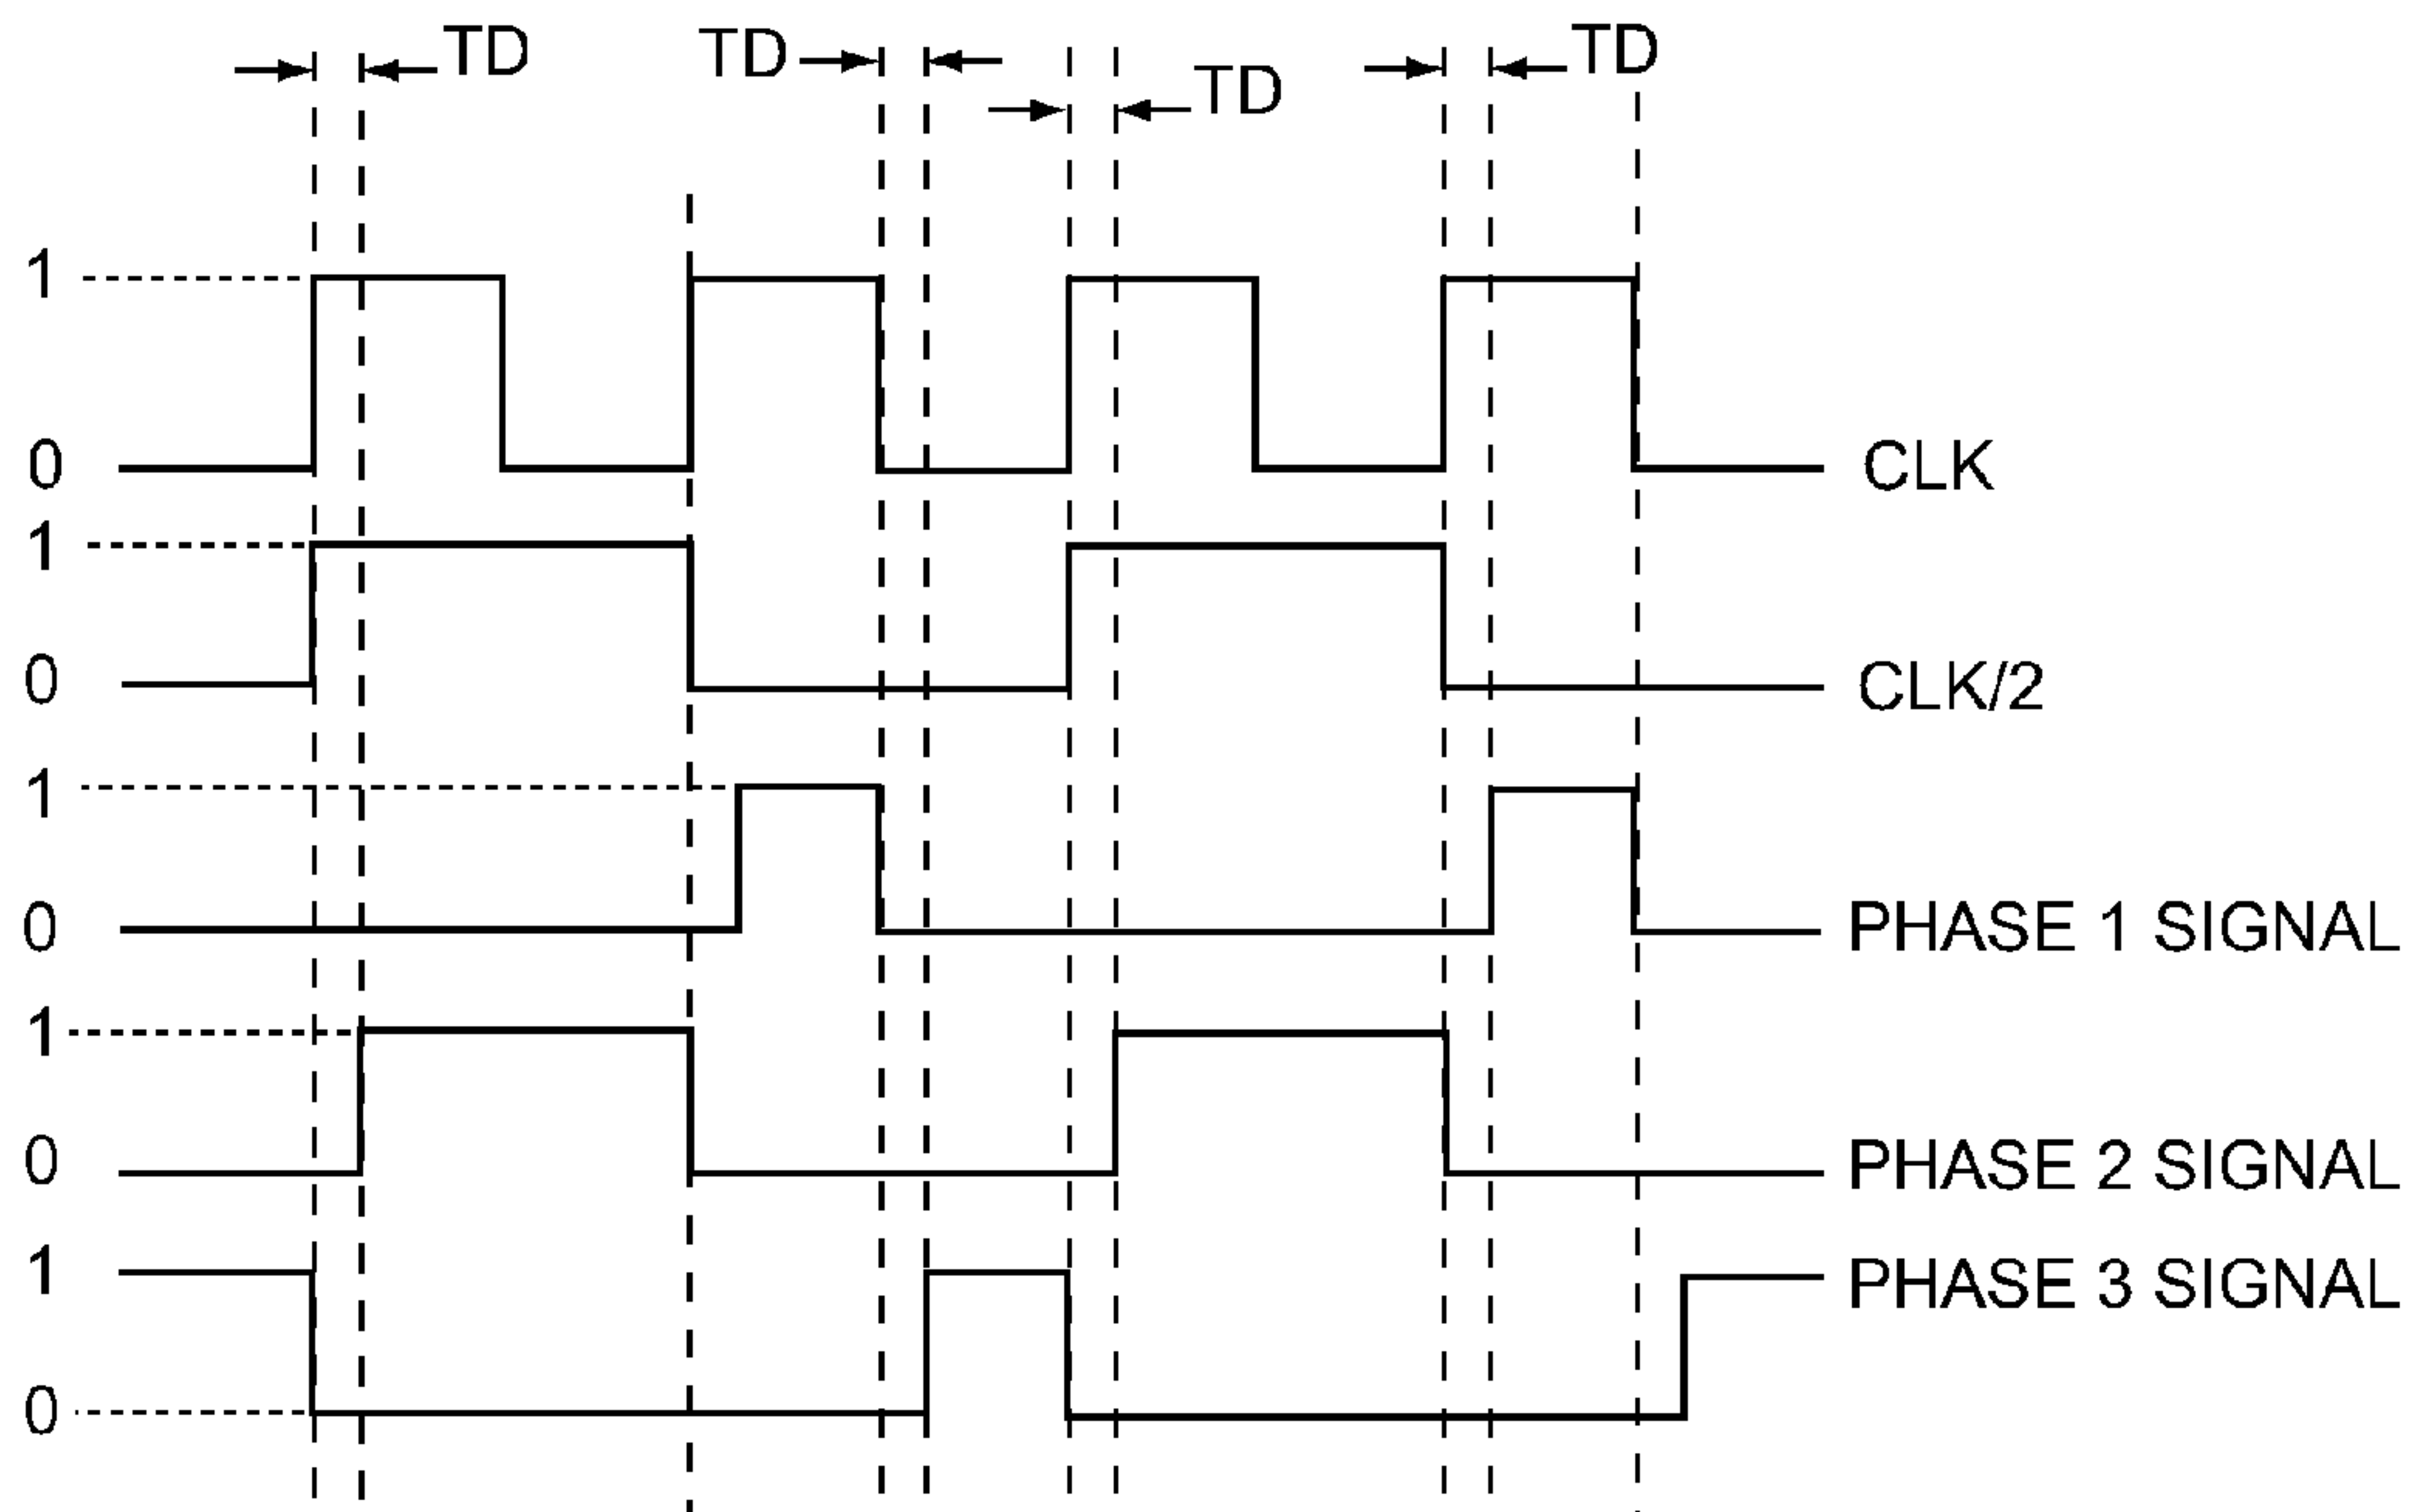 TD
TD
TD
TD
1
0
CLK
1
0
CLK/2
1
0
PHASE 1 SIGNAL
1
0
PHASE 2 SIGNAL
1
PHASE 3 SIGNAL
0